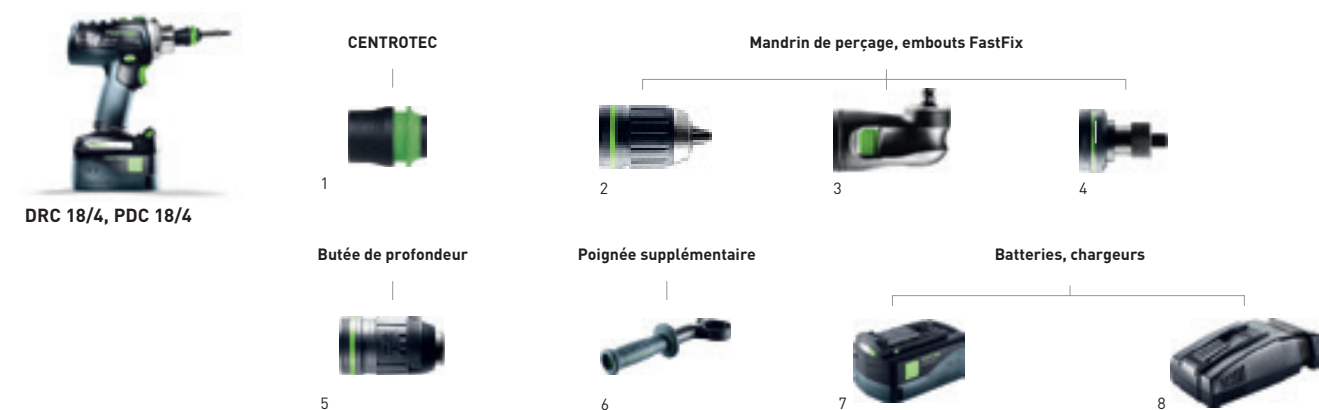 CENTROTEC
Mandrin de perçage, embouts FastFix
1
2
3
4
DRC 18/4, PDC 18/4
Butée de profondeur
Poignée supplémentaire
Batteries, chargeurs
5
6
7
8